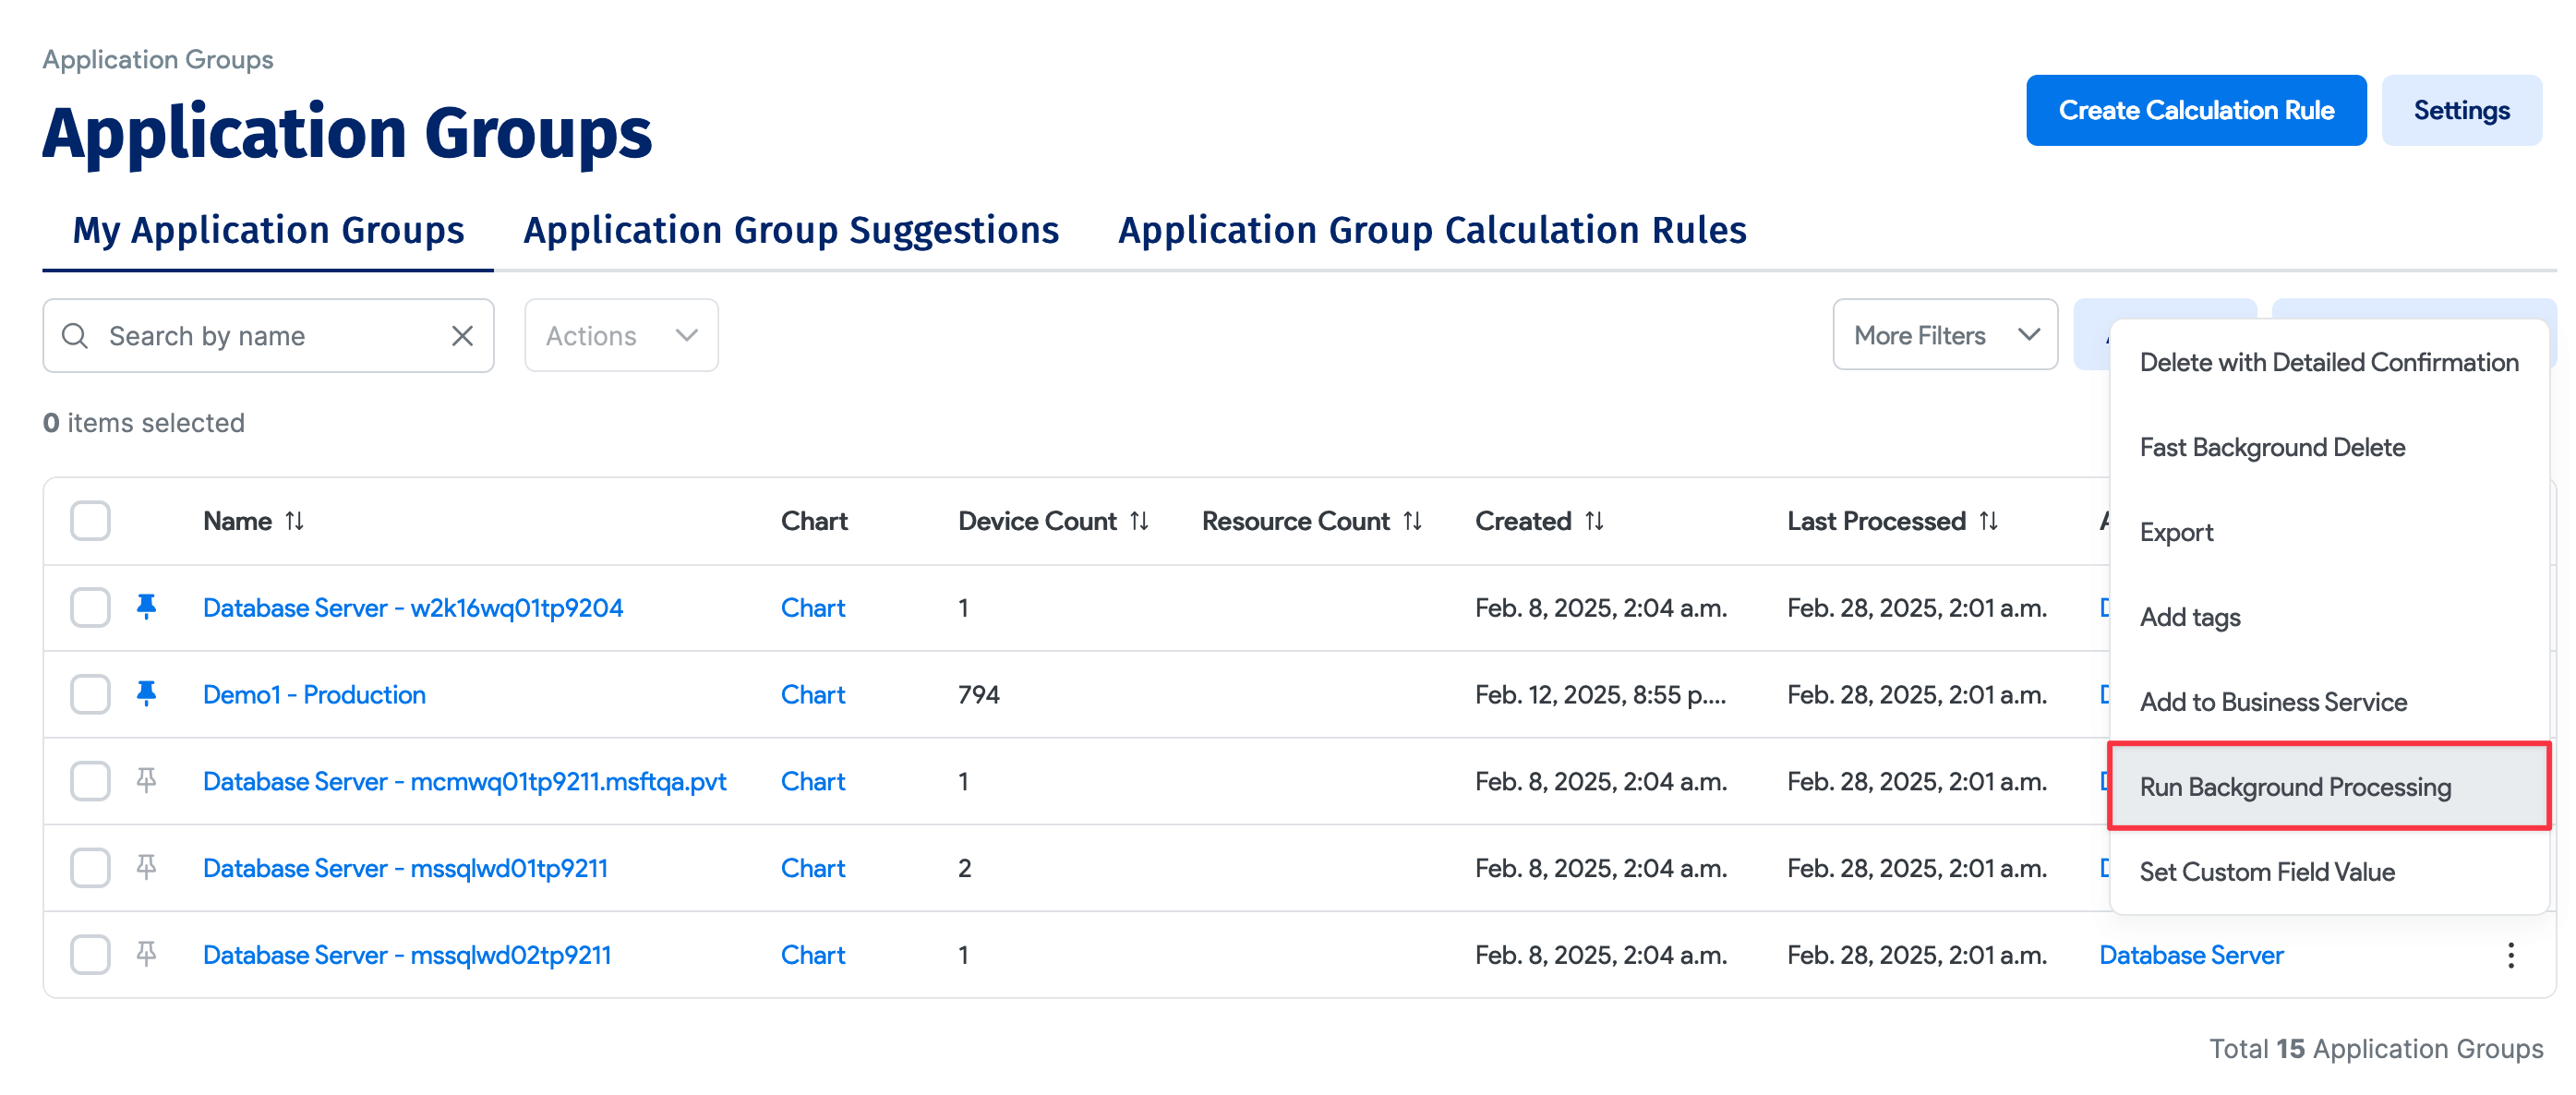 Application Groups
Application Groups
Create Calculation Rule
Settings
My Application Groups
Application Group Suggestions
Application Group Calculation Rules
Search by name
Actions
More Filters
0 items selected
Name
Chart
Device Count
Resource Count
Created
Last Processed
Database Server - w2k16wq01tp9204
Chart
1
Feb. 8, 2025, 2:04 a.m.
Feb. 28, 2025, 2:01 a.m.
Demo1 - Production
Chart
794
Feb. 12, 2025, 8:55 p....
Feb. 28, 2025, 2:01 a.m.
Database Server - mcmwq01tp9211.msftqa.pvt
Chart
1
Feb. 8, 2025, 2:04 a.m.
Feb. 28, 2025, 2:01 a.m.
Database Server - mssqlwd01tp9211
Chart
2
Feb. 8, 2025, 2:04 a.m.
Feb. 28, 2025, 2:01 a.m.
Database Server - mssqlwd02tp9211
Chart
1
Feb. 8, 2025, 2:04 a.m.
Feb. 28, 2025, 2:01 a.m.
Database Server
Delete with Detailed Confirmation
Fast Background Delete
Export
Add tags
Add to Business Service
Run Background Processing
Set Custom Field Value
Total 15 Application Groups